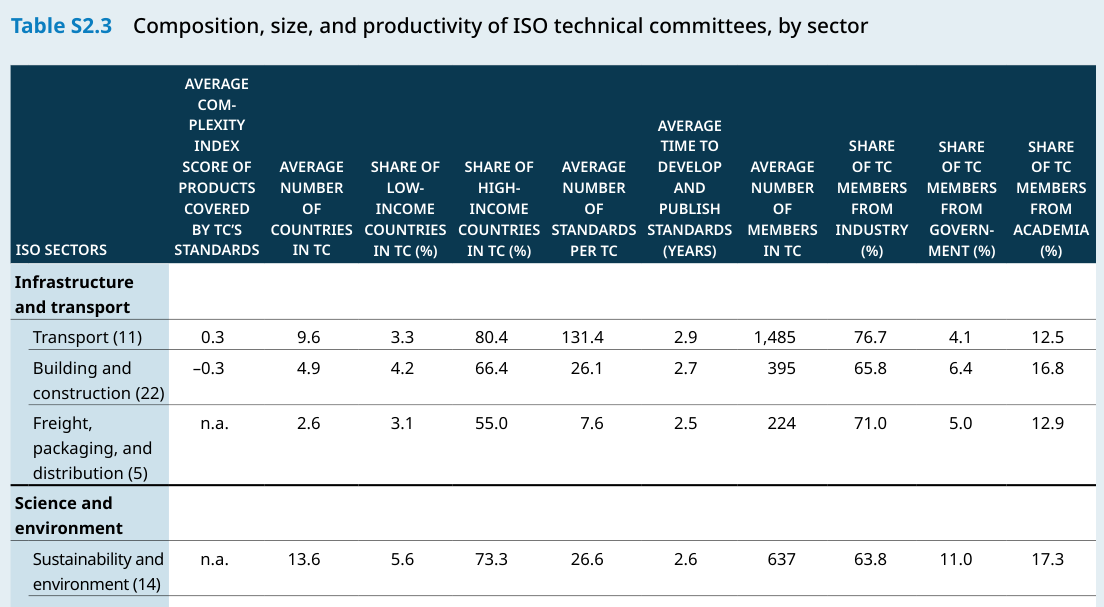 Table S2.3 Composition, size, and productivity of ISO technical committees, by sector
ISO SECTORS
AVERAGE
COM-
PLEXITY
INDEX
SCORE OF
PRODUCTS
COVERED
BY TC’S
STANDARDS
AVERAGE
NUMBER
OF
COUNTRIES
IN TC
SHARE OF
LOW-
INCOME
COUNTRIES
IN TC (%)
SHARE OF
HIGH-
INCOME
COUNTRIES
IN TC (%)
AVERAGE
NUMBER
OF
STANDARDS
PER TC
AVERAGE
TIME TO
DEVELOP
AND
PUBLISH
STANDARDS
(YEARS)
AVERAGE
NUMBER
OF
MEMBERS
IN TC
SHARE
OF TC
MEMBERS
FROM
INDUSTRY
(%)
SHARE
OF TC
MEMBERS
FROM
GOVERN-
MENT (%)
SHARE
OF TC
MEMBERS
FROM
ACADEMIA
(%)
Infrastructure
and transport
Transport (11) 0.3 9.6 3.3 80.4 131.4 2.9 1,485 76.7 4.1 12.5
Building and –0.3 4.9 4.2 66.4 26.1 2.7 395 65.8 6.4 16.8
construction (22)
Freight, n.a. 2.6 3.1 55.0 7.6 2.5 224 71.0 5.0 12.9
packaging, and
distribution (5)
Science and
environment
Sustainability and n.a. 13.6 5.6 73.3 26.6 2.6 637 63.8 11.0 17.3
environment (14)